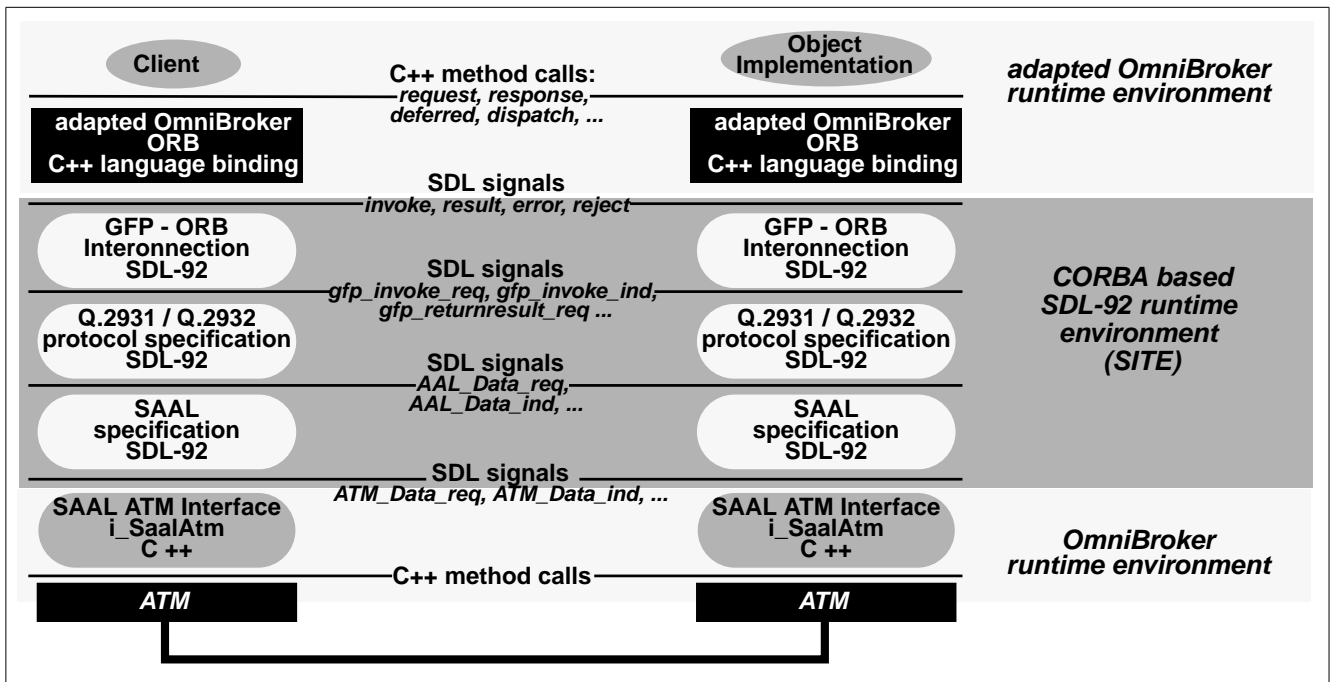 Client
C++ method calls:
request, response,
deferred, dispatch, ...
Object
Implementation
adapted OmniBroker
runtime environment
adapted OmniBroker
ORB
C++ language binding
adapted OmniBroker
ORB
C++ language binding
SDL signals
invoke, result, error, reject
GFP - ORB
Interonnection
SDL-92
GFP - ORB
Interonnection
SDL-92
SDL signals
gfp_invoke_req, gfp_invoke_ind,
gfp_returnresult_req ...
CORBA based
SDL-92 runtime
environment
(SITE)
Q.2931 / Q.2932
protocol specification
SDL-92
Q.2931 / Q.2932
protocol specification
SDL-92
SDL signals
AAL_Data_req,
AAL_Data_ind, ...
SAAL
specification
SDL-92
SAAL
specification
SDL-92
SDL signals
ATM_Data_req, ATM_Data_ind, ...
SAAL ATM Interface
i_SaalAtm
C ++
SAAL ATM Interface
i_SaalAtm
C ++
OmniBroker
runtime environment
C++ method calls
ATM
ATM